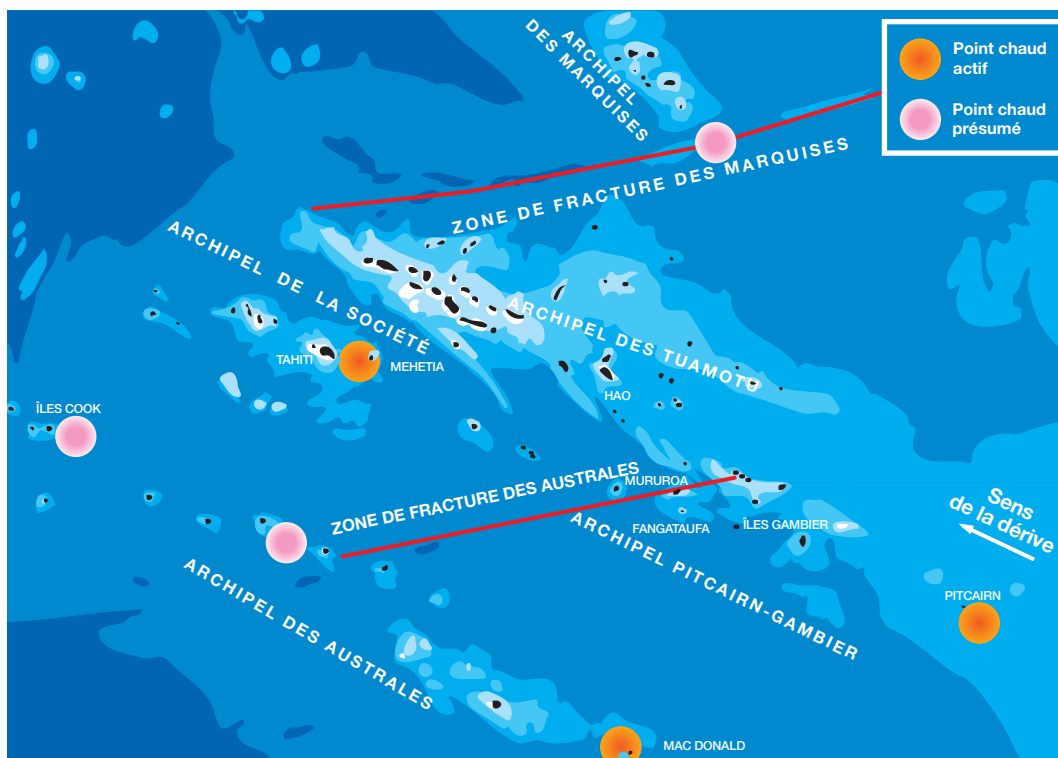 ARCHIPEL
DES MARQUISES
Point chaud
actif
Point chaud
présumé
ZONE DE FRACTURE DES MARQUISES
ARCHIPEL DE LA SOCIÉTÉ
ARCHIPEL DES TUAMOTU
TAHITI
MEHETIA
HAO
ÎLES COOK
ZONE DE FRACTURE DES AUSTRALES
MURUROA
FANGATAUFA
ÎLES GAMBIER
Sens
de la dérive
ARCHIPEL PITCAIRN-GAMBIER
PITCAIRN
ARCHIPEL DES AUSTRALES
MAC DONALD